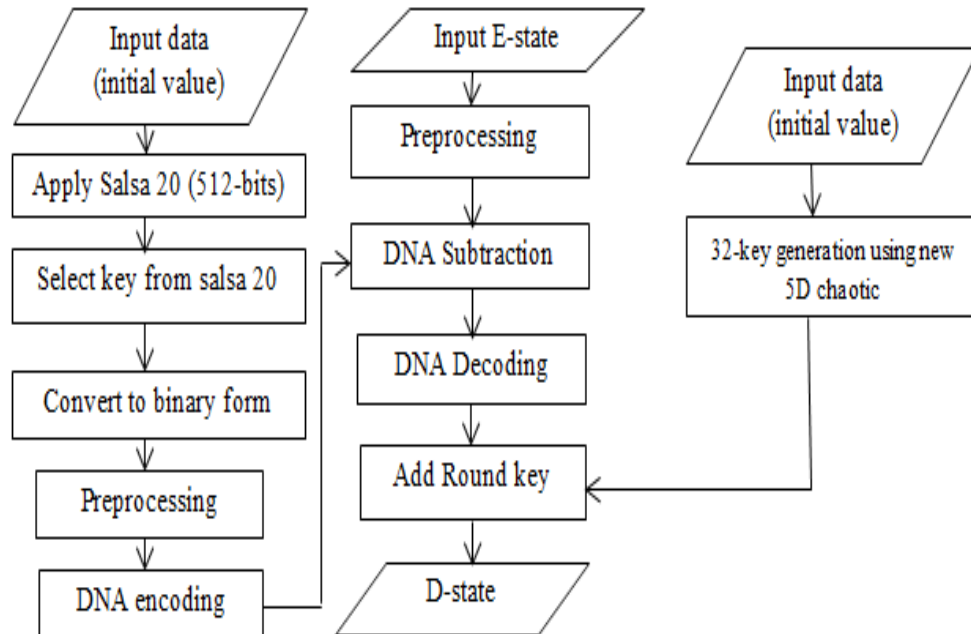 Input data
(initial value)
Apply Salsa 20 (512-bits)
Select key from salsa 20
Convert to binary form
Preprocessing
DNA encoding
Input E-state
Preprocessing
DNA Subtraction
DNA Decoding
Add Round key
D-state
Input data
(initial value)
32-key generation using new
5D chaotic